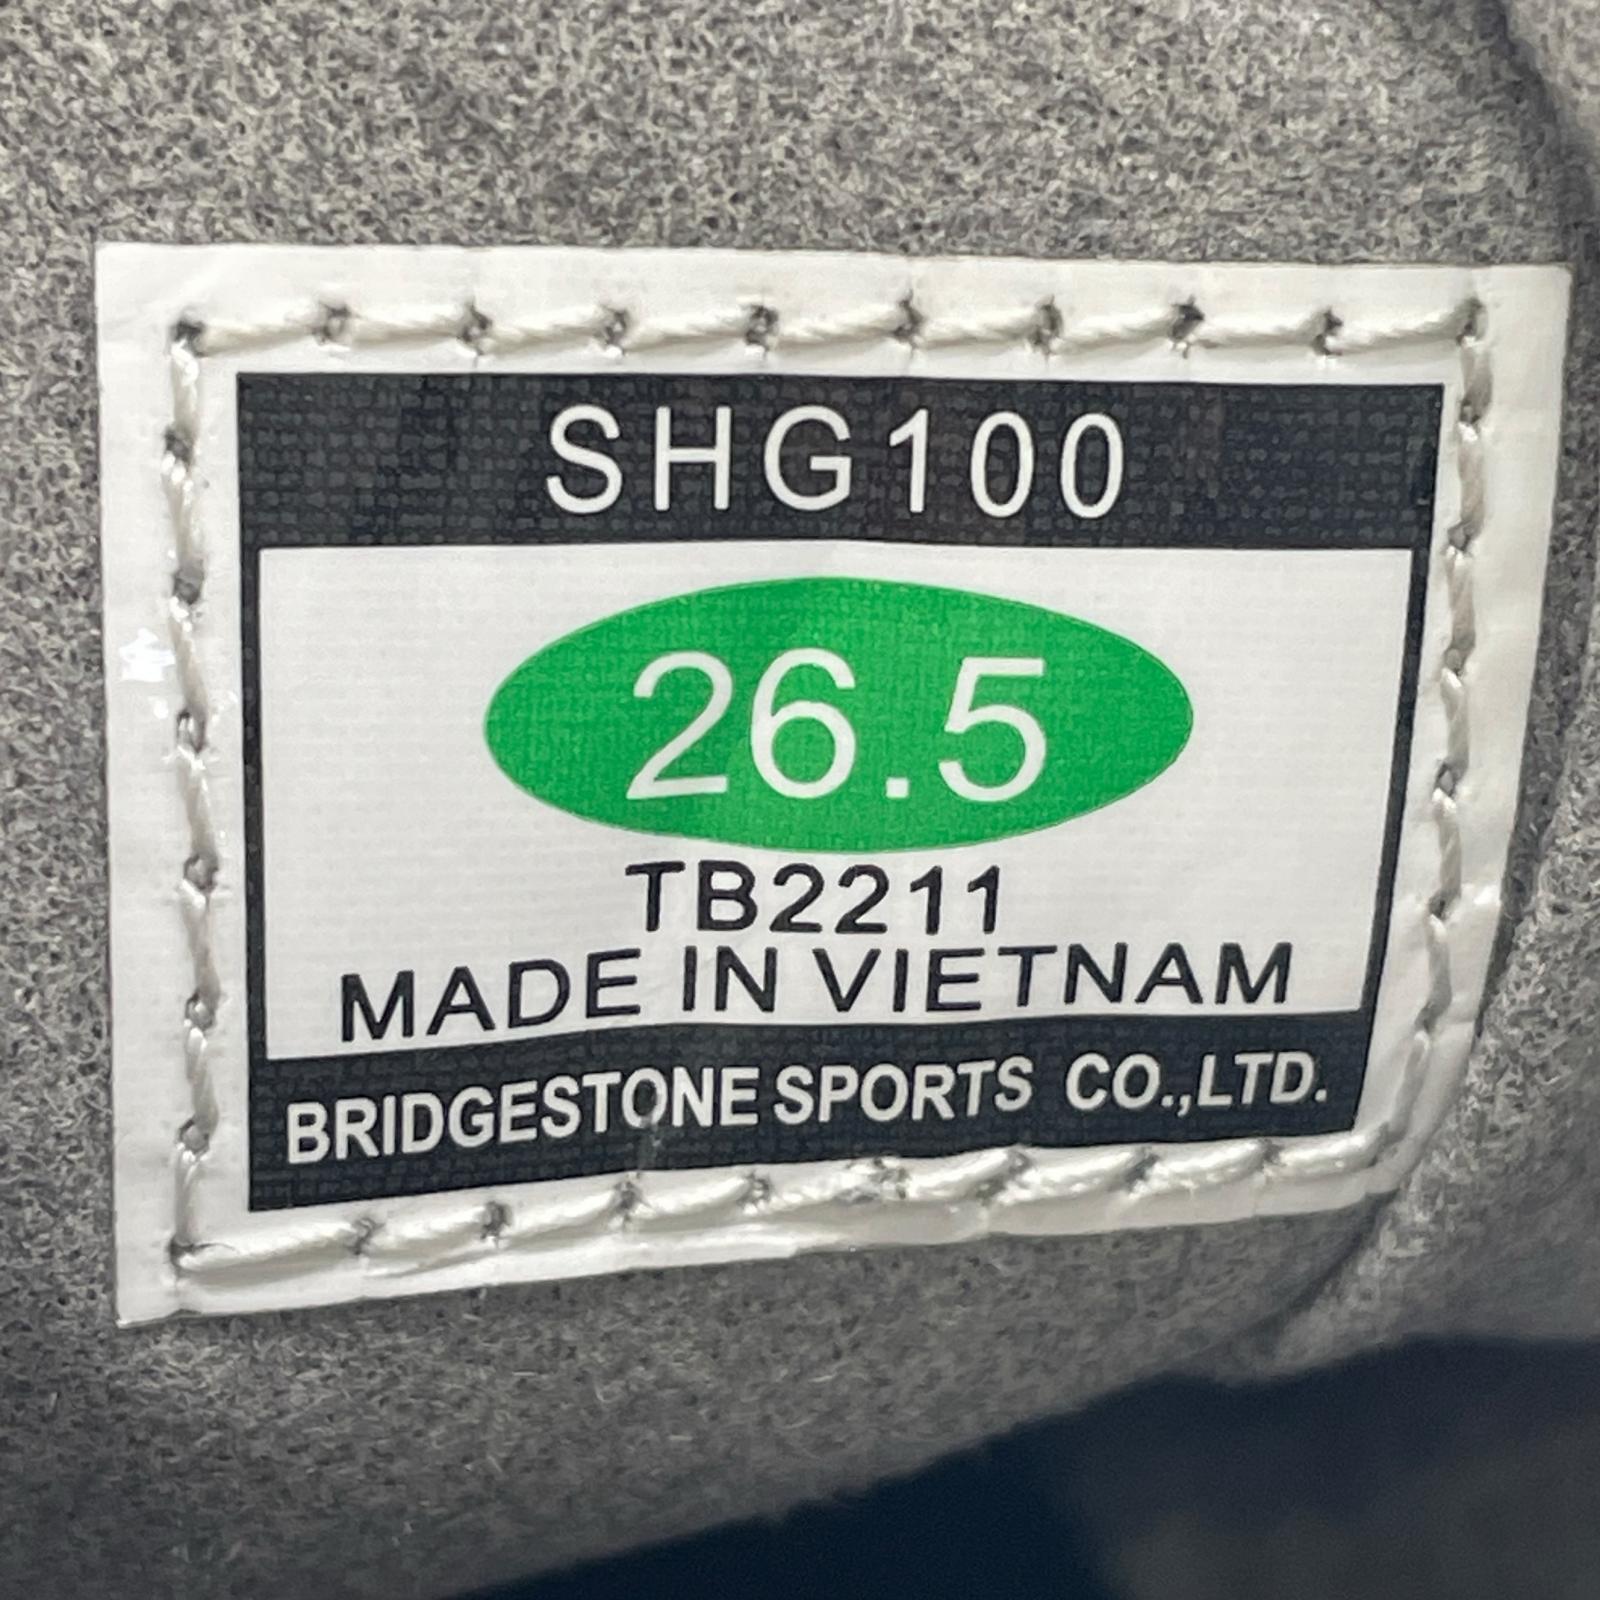 SHG100
26.5
TB2211
MADE IN VIETNAM
BRIDGESTONE SPORTS CO.,LTD.